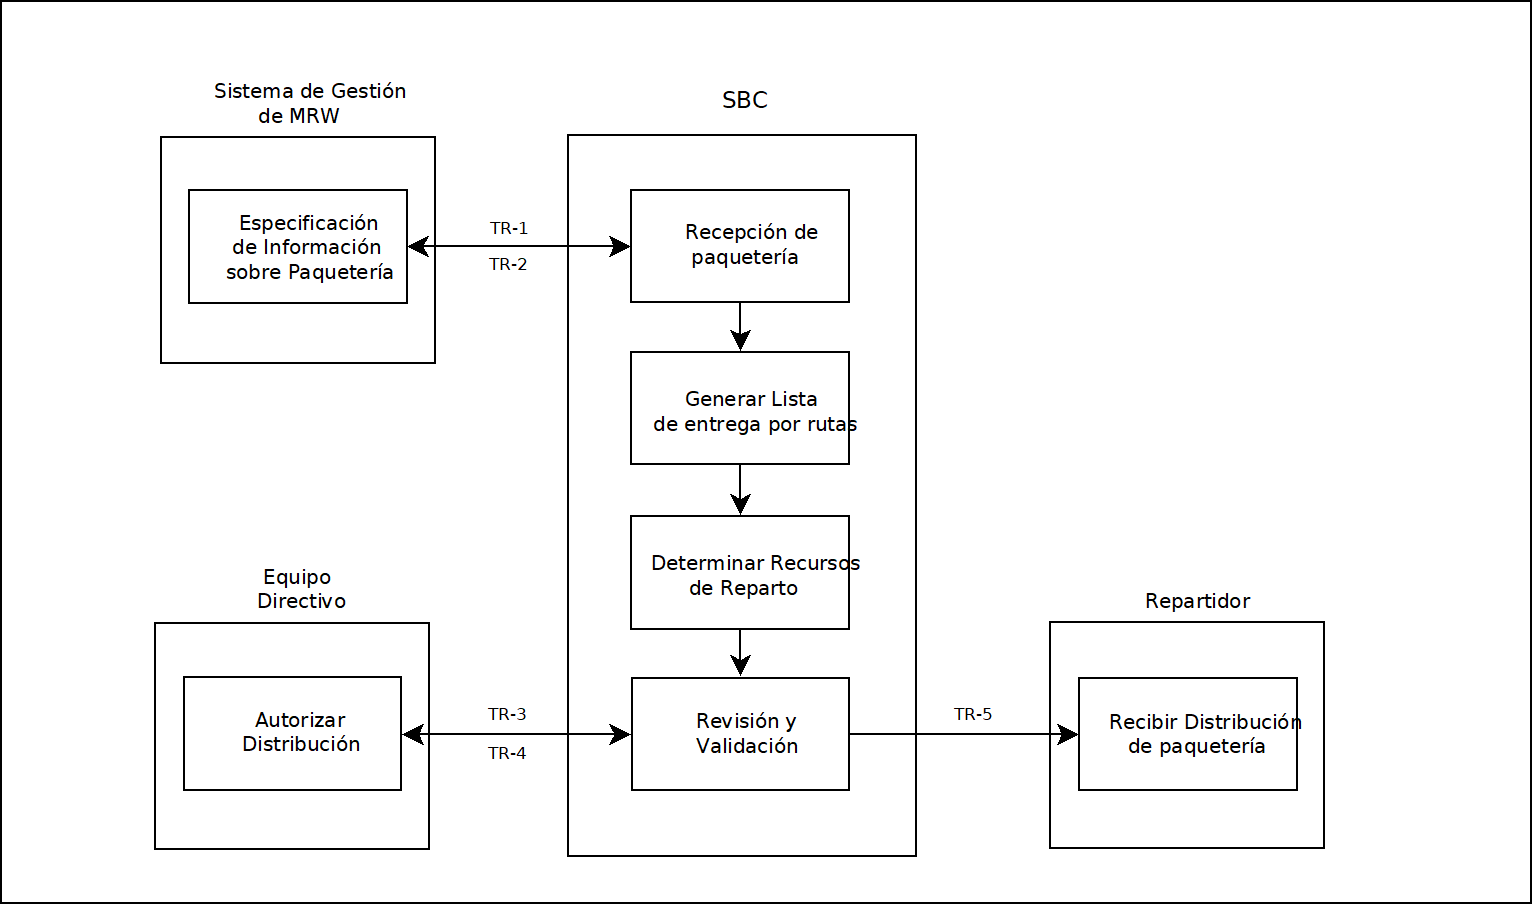 Sistema de Gestión
de MRW
SBC
Especificación
de Información
sobre Paquetería
TR-1
TR-2
Recepción de
paquetería
Generar Lista
de entrega por rutas
Determinar Recursos
de Reparto
Equipo
Directivo
Autorizar
Distribución
TR-3
TR-4
Revisión y
Validación
TR-5
Repartidor
Recibir Distribución
de paquetería